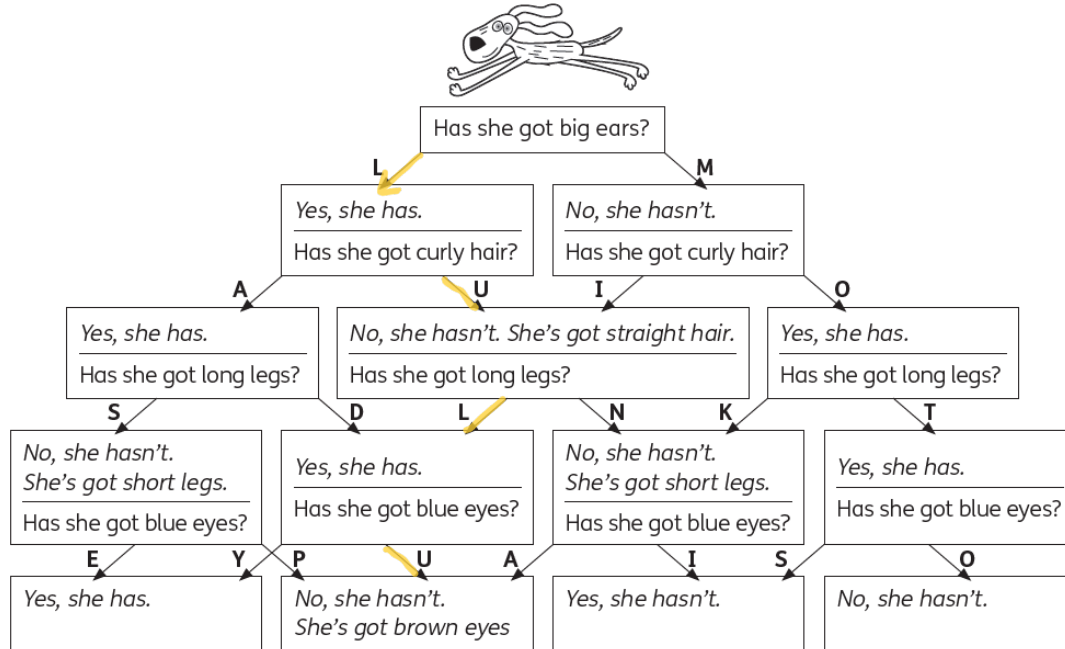 Has she got big ears?
L M
Yes, she has. No, she hasn't.
Has she got curly hair? Has she got curly hair?
A U I O
Yes, she has. No, she hasn't. She's got straight hair. Yes, she has.
Has she got long legs? Has she got long legs? Has she got long legs?
S D L N K T
No, she hasn't.
She's got short legs.
Has she got blue eyes?
Yes, she has.
Has she got blue eyes?
No, she hasn't.
She's got short legs.
Has she got blue eyes?
Yes, she has.
Has she got blue eyes?
E Y P U A I S O
Yes, she has.
No, she hasn't.
She's got brown eyes
Yes, she hasn't.
No, she hasn't.